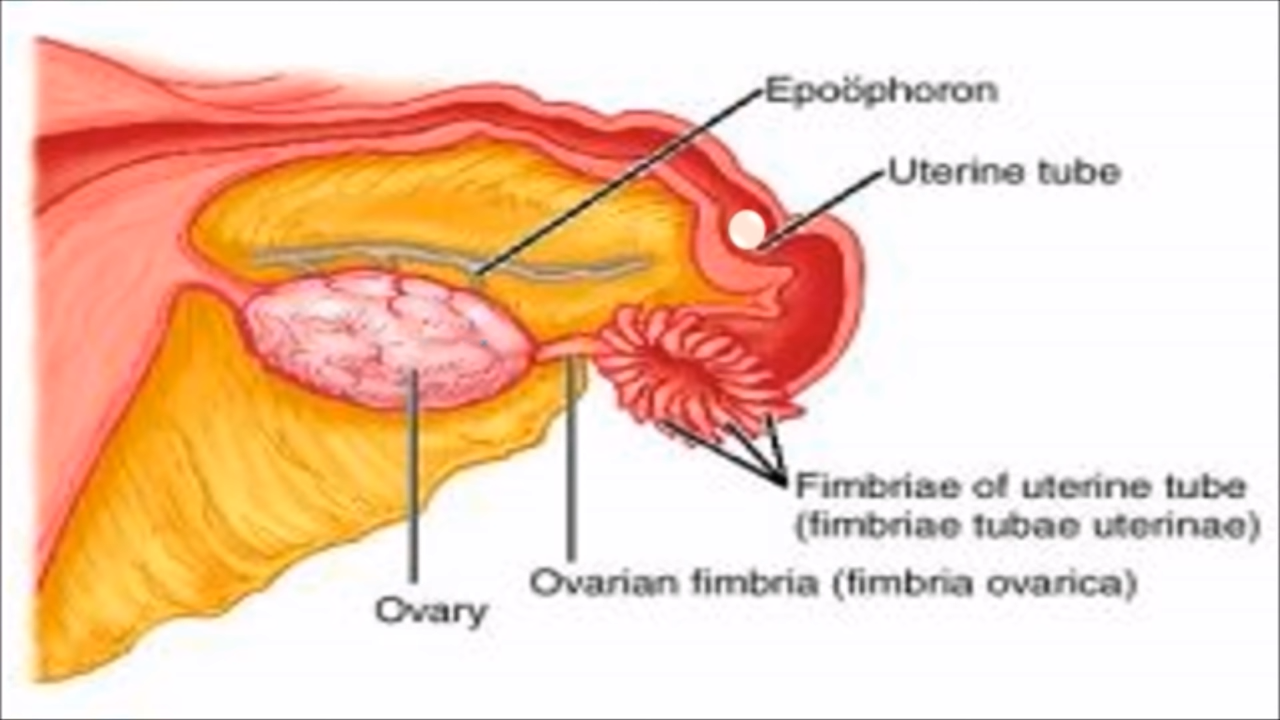 Epoöphoron
Uterine tube
Fimbriae of uterine tube
(fimbriae tubae uterinae)
Ovarian fimbria (fimbria ovarica)
Ovary